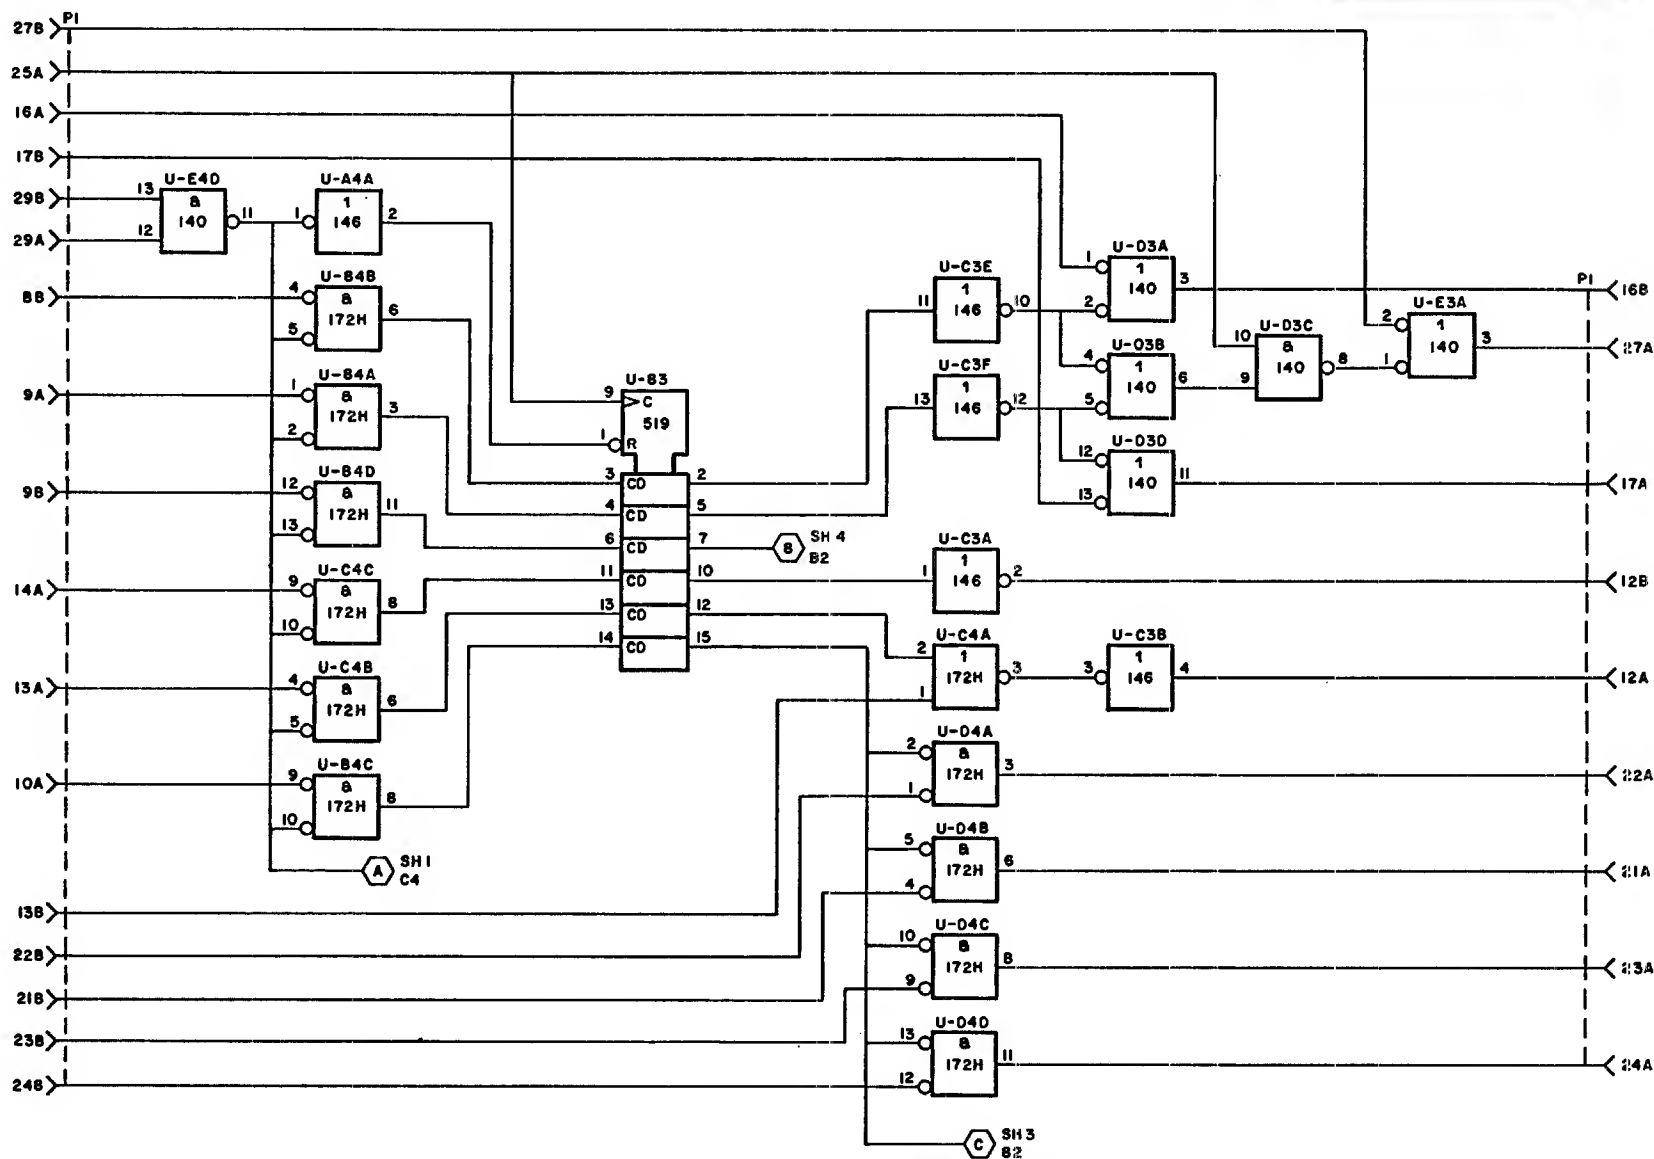 27B P1
25A
16A
17B
29B 13 U-E4D & 140 11
29A 12
1 U-A4A 1 146 2
8B 4 U-B4B & 172H 6
5
9A 1 U-B4A & 172H 3
2
9B 12 U-B4D & 172H 11
13
14A 9 U-C4C & 172H 8
10
13A 4 U-C4B & 172H 6
5
10A 9 U-B4C & 172H 8
10
A SH 1
C4
U-B3
9 C
519
1 R
3 CD 2
4 CD 5
6 CD 7
11 CD 10
13 CD 12
14 CD 15
B SH 4
B2
U-C3E
11 1 146 10
U-C3F
13 1 146 12
U-D3A
1 1 140 3
2
U-D3B
4 1 140 6
5
U-D3D
12 1 140 11
13
U-D3C
10 & 140 8
9
U-E3A
2 1 140 3
1
P1
16B
27A
17A
U-C3A
1 1 146 2
12B
U-C4A
2 1 172H 3
1
U-C3B
3 1 146 4
12A
U-D4A
2 & 172H 3
1
22A
U-D4B
5 & 172H 6
4
21A
U-D4C
10 & 172H 8
9
23A
U-D4D
13 & 172H 11
12
24A
13B
22B
21B
23B
24B
C SH 3
B2